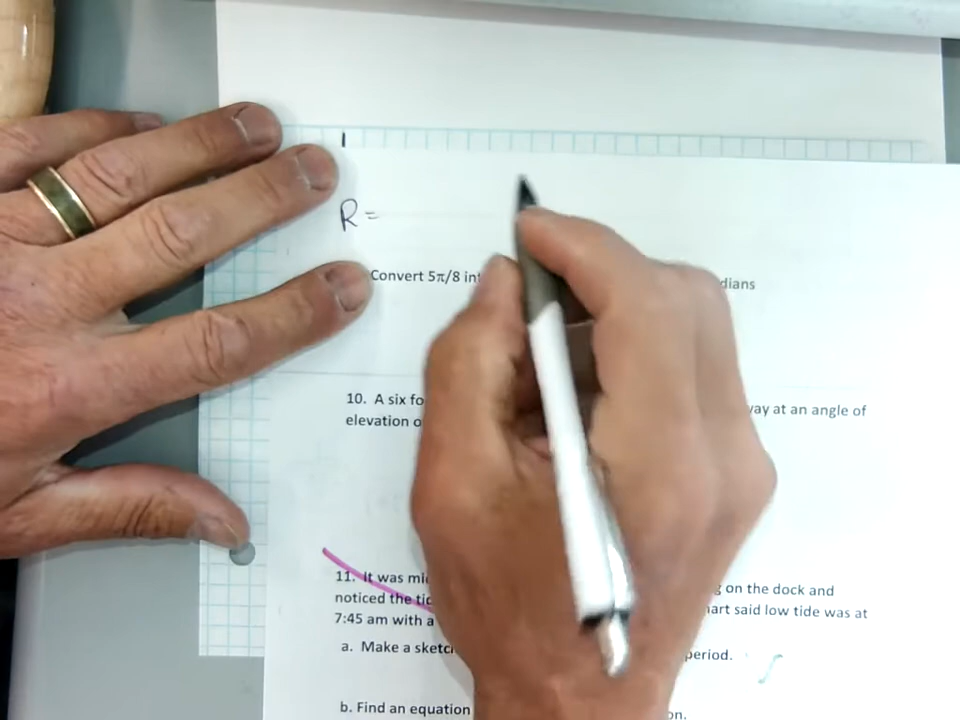 R =
Convert 5π/8 int dians
10. A six fo way at an angle of
elevation o
11. It was mi g on the dock and
noticed the tid hart said low tide was at
7:45 am with a
a. Make a sketc period.
b. Find an equation on.